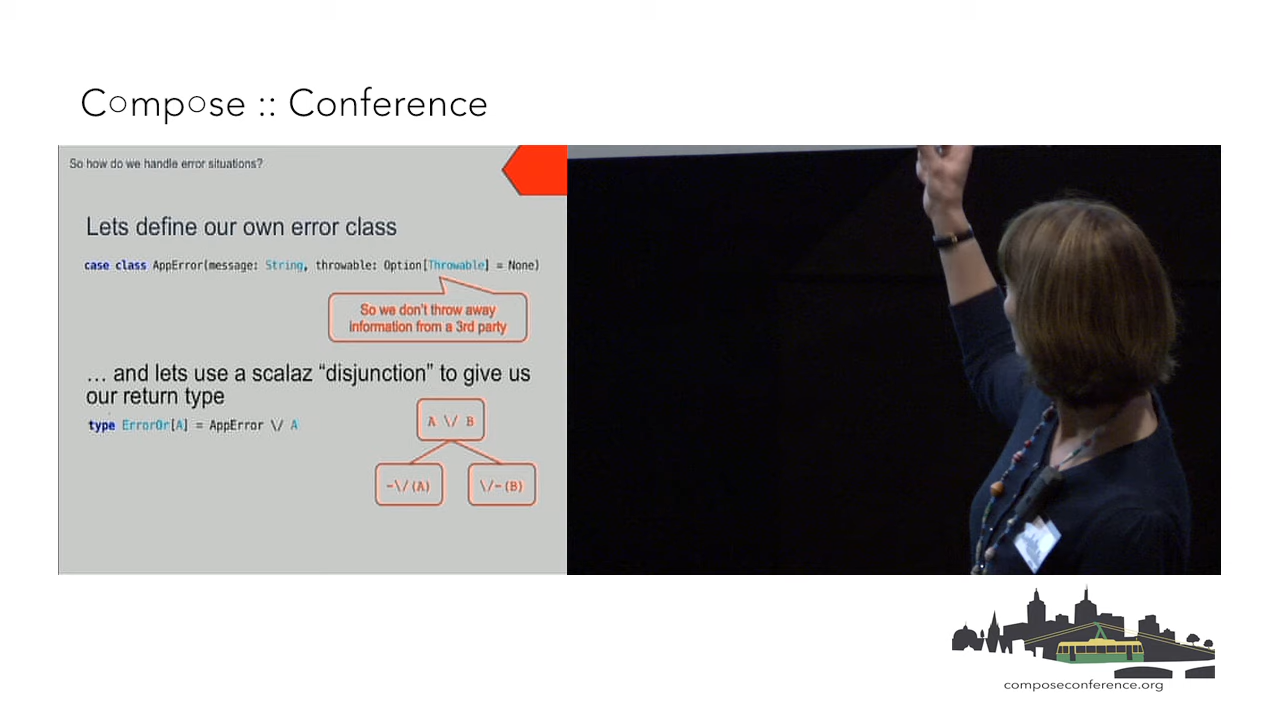 Compose :: Conference
So how do we handle error situations?
Lets define our own error class
case class AppError(message: String, throwable: Option[Throwable] = None)
So we don't throw away
information from a 3rd party
… and lets use a scalaz “disjunction” to give us
our return type
type ErrorOr[A] = AppError \/ A
A \/ B
-\/(A)
\/-(B)
composeconference.org